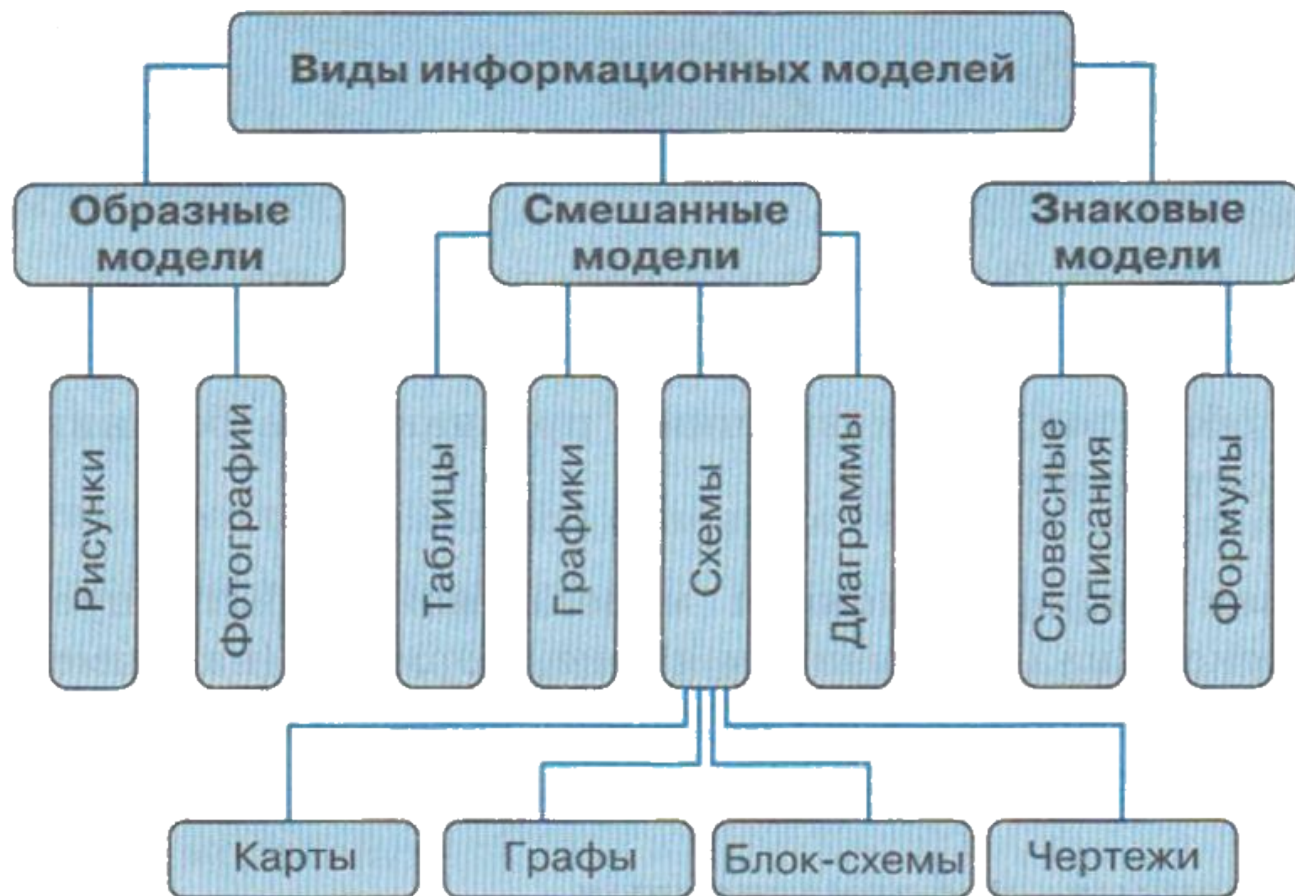 Виды информационных моделей
Образные
модели
Смешанные
модели
Знаковые
модели
Рисунки
Фотографии
Таблицы
Графики
Схемы
Диаграммы
Словесные
описания
Формулы
Карты
Графы
Блок-схемы
Чертежи